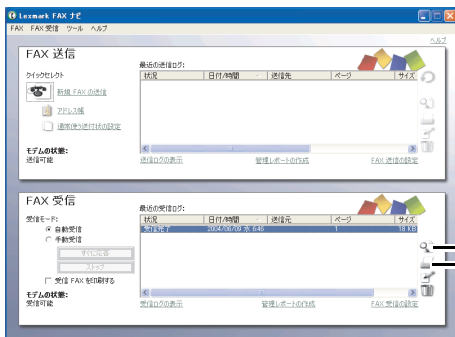 Lexmark FAX ナビ
FAX FAX 受信 ツール ヘルプ
ヘルプ
FAX 送信
クイックセレクト
最近の送信ログ:
状況 日付/時間 送信先 ページ サイズ
新規 FAX の送信
アドレス帳
通常使う送付状の設定
モデムの状態:
送信可能
送信ログの表示 管理レポートの作成 FAX 送信の設定
FAX 受信
最近の受信ログ:
受信モード:
状況 日付/時間 送信元 ページ サイズ
受信完了 2004/06/09 水 6:46 1 18 KB
自動受信
手動受信
すぐに応答
ストップ
受信 FAX を印刷する
モデムの状態:
受信可能
受信ログの表示 管理レポートの作成 FAX 受信の設定